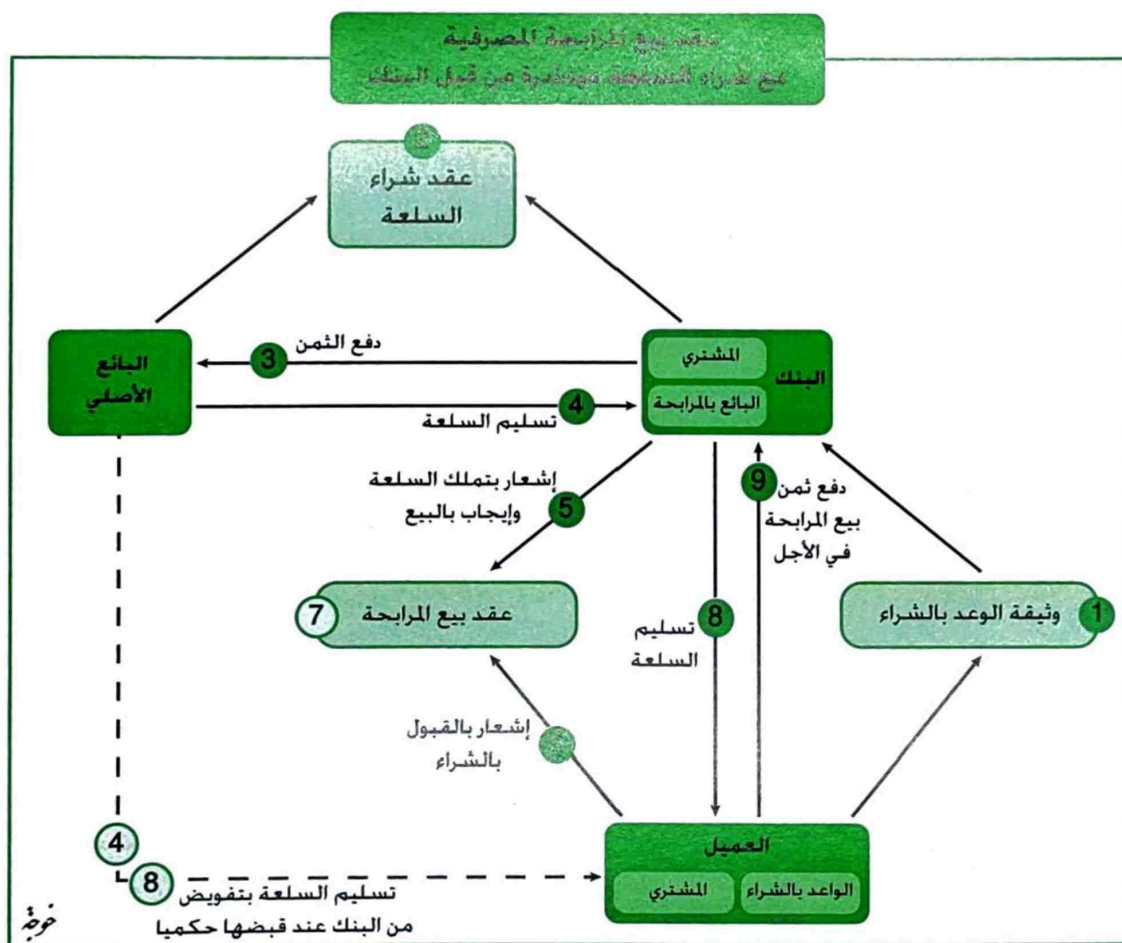 عقد بيع المرابحة المصرفية
مع شراء السلعة مباشرة من قبل البنك
عقد شراء
السلعة
البائع
الأصلي
دفع الثمن
3
المشتري
البنك
البائع بالمرابحة
4
تسليم السلعة
إشعار بتملك السلعة
وإيجاب بالبيع
5
9
دفع ثمن
بيع المرابحة
في الأجل
7
عقد بيع المرابحة
8
تسليم
السلعة
وثيقة الوعد بالشراء
1
إشعار بالقبول
بالشراء
العميل
الواعد بالشراء
المشتري
4
8
تسليم السلعة بتفويض
من البنك عند قبضها حكميا